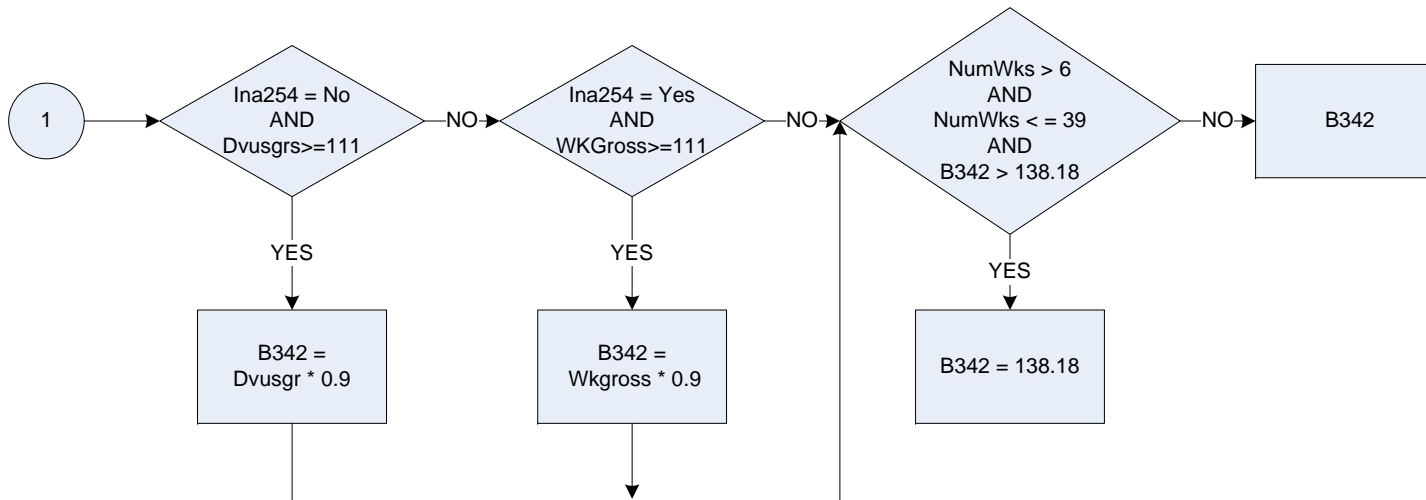 1
Ina254 = No
AND
Dvusgrs>=111
NO
Ina254 = Yes
AND
WKGross>=111
NO
NumWks > 6
AND
NumWks < = 39
AND
B342 > 138.18
NO
B342
YES
YES
YES
B342 =
Dvusgr * 0.9
B342 =
Wkgross * 0.9
B342 = 138.18